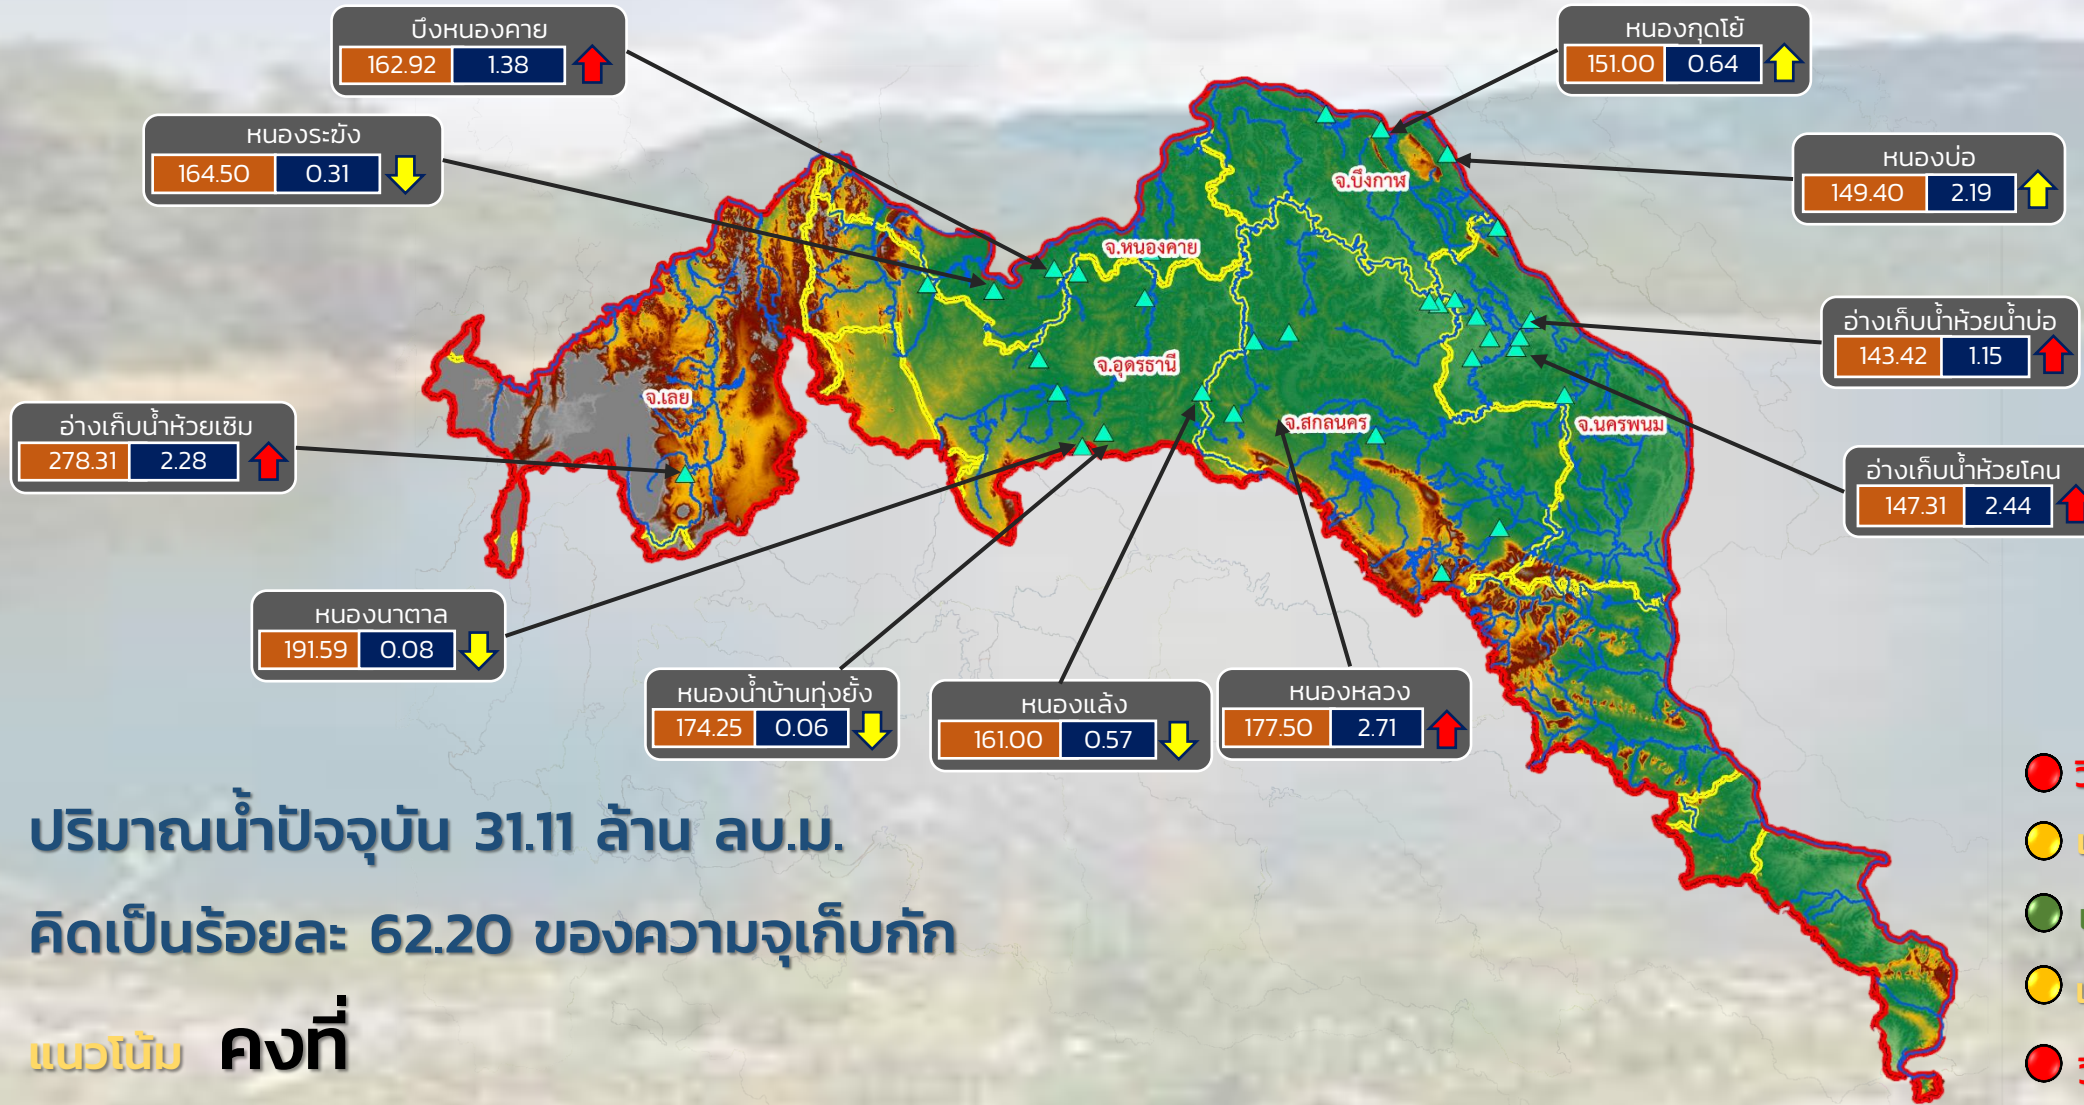 บึงหนองคาย
162.92 1.38
หนองกุดโย้
151.00 0.64
หนองระฆัง
164.50 0.31
หนองบ่อ
149.40 2.19
จ.บึงกาฬ
จ.หนองคาย
อ่างเก็บน้ำห้วยน้ำบ่อ
143.42 1.15
จ.อุดรธานี
จ.เลย
จ.สกลนคร
จ.นครพนม
อ่างเก็บน้ำห้วยเซิม
278.31 2.28
อ่างเก็บน้ำห้วยโคน
147.31 2.44
หนองนาตาล
191.59 0.08
หนองน้ำบ้านทุ่งยั้ง
174.25 0.06
หนองแล้ง
161.00 0.57
หนองหลวง
177.50 2.71
ปริมาณน้ำปัจจุบัน 31.11 ล้าน ลบ.ม.
คิดเป็นร้อยละ 62.20 ของความจุเก็บกัก
แนวโน้ม คงที่